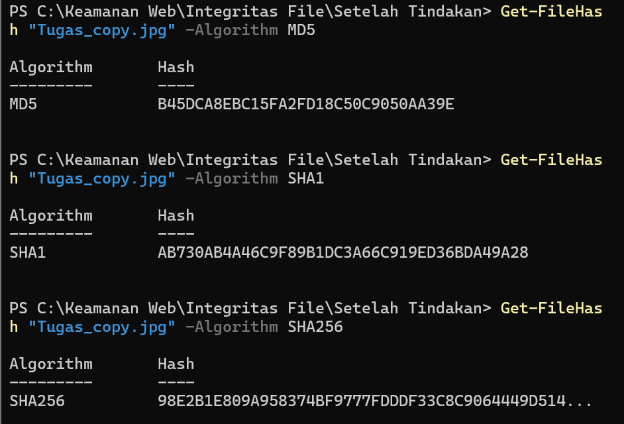 PS C:\Keamanan Web\Integritas File\Setelah Tindakan> Get-FileHas
h "Tugas_copy.jpg" -Algorithm MD5
Algorithm       Hash
---------       ----
MD5             B45DCA8EBC15FA2FD18C50C9050AA39E
PS C:\Keamanan Web\Integritas File\Setelah Tindakan> Get-FileHas
h "Tugas_copy.jpg" -Algorithm SHA1
Algorithm       Hash
---------       ----
SHA1            AB730AB4A46C9F89B1DC3A66C919ED36BDA49A28
PS C:\Keamanan Web\Integritas File\Setelah Tindakan> Get-FileHas
h "Tugas_copy.jpg" -Algorithm SHA256
Algorithm       Hash
---------       ----
SHA256          98E2B1E809A958374BF9777FDDDF33C8C9064449D514...